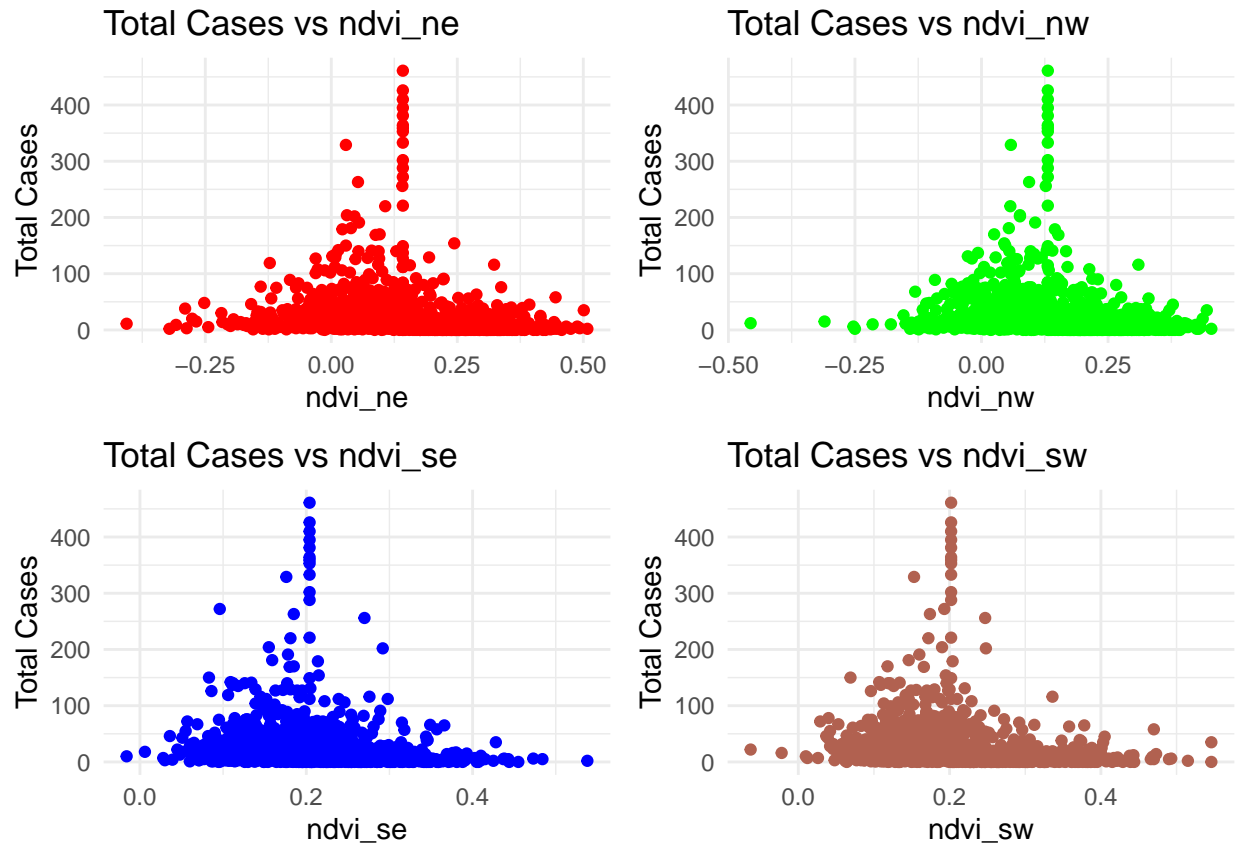 Total Cases vs ndvi_ne
Total Cases
400
300
200
100
0
−0.25
0.00
0.25
0.50
ndvi_ne
Total Cases vs ndvi_nw
Total Cases
400
300
200
100
0
−0.50
−0.25
0.00
0.25
ndvi_nw
Total Cases vs ndvi_se
Total Cases
400
300
200
100
0
0.0
0.2
0.4
ndvi_se
Total Cases vs ndvi_sw
Total Cases
400
300
200
100
0
0.0
0.2
0.4
ndvi_sw